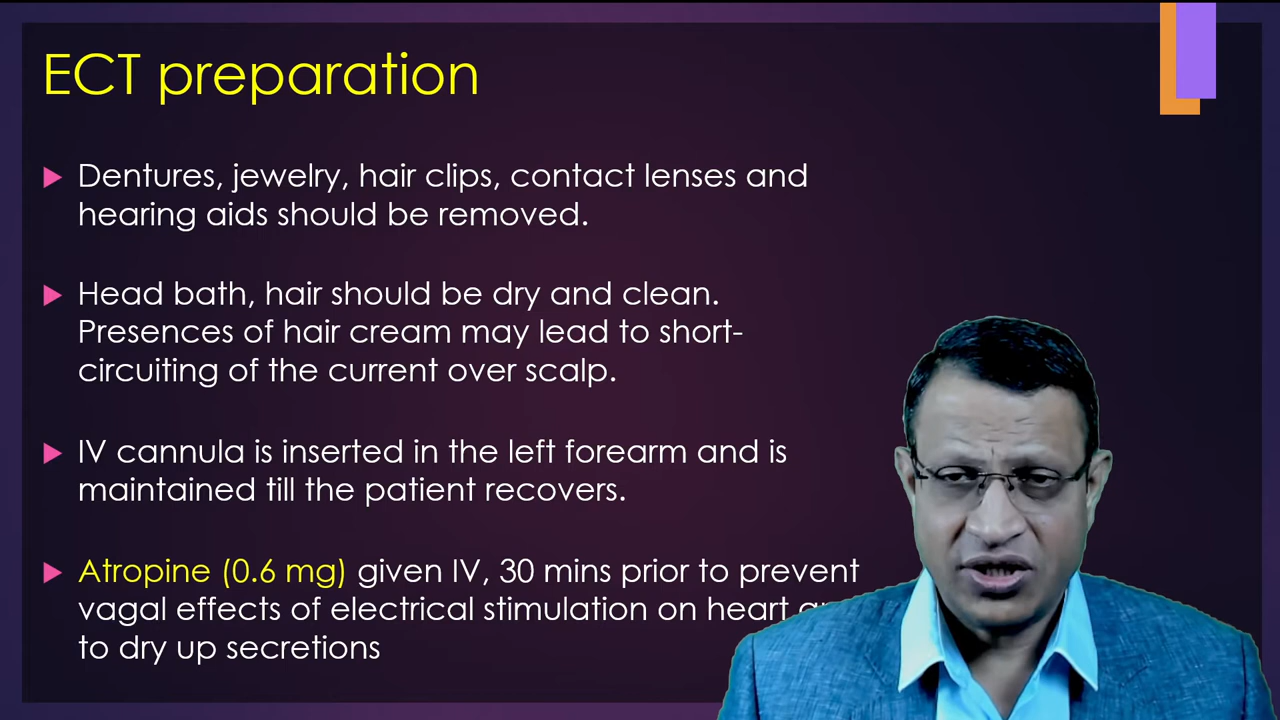 ECT preparation
Dentures, jewelry, hair clips, contact lenses and
hearing aids should be removed.
Head bath, hair should be dry and clean.
Presences of hair cream may lead to short-
circuiting of the current over scalp.
IV cannula is inserted in the left forearm and is
maintained till the patient recovers.
Atropine (0.6 mg) given IV, 30 mins prior to prevent
vagal effects of electrical stimulation on heart
to dry up secretions